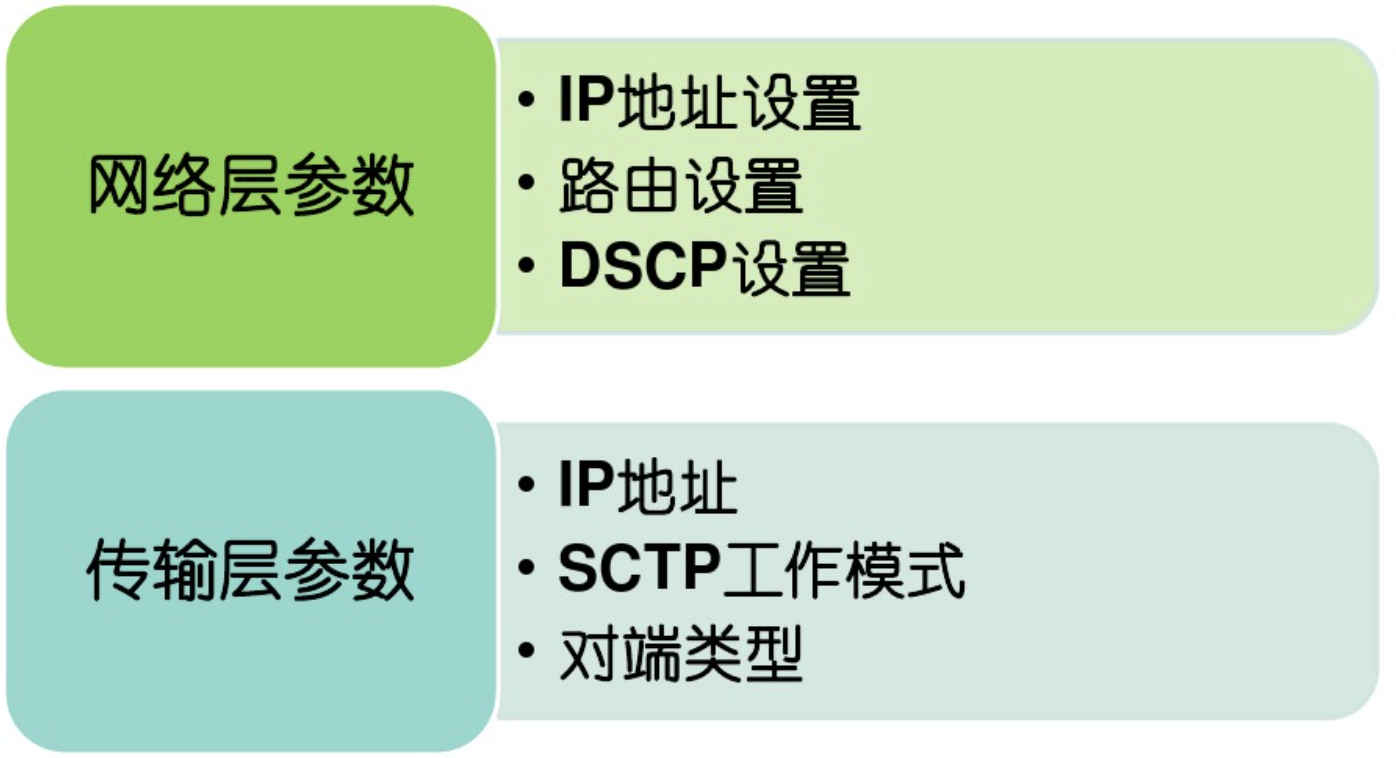 网络层参数
• IP地址设置
• 路由设置
• DSCP设置
传输层参数
• IP地址
• SCTP工作模式
• 对端类型